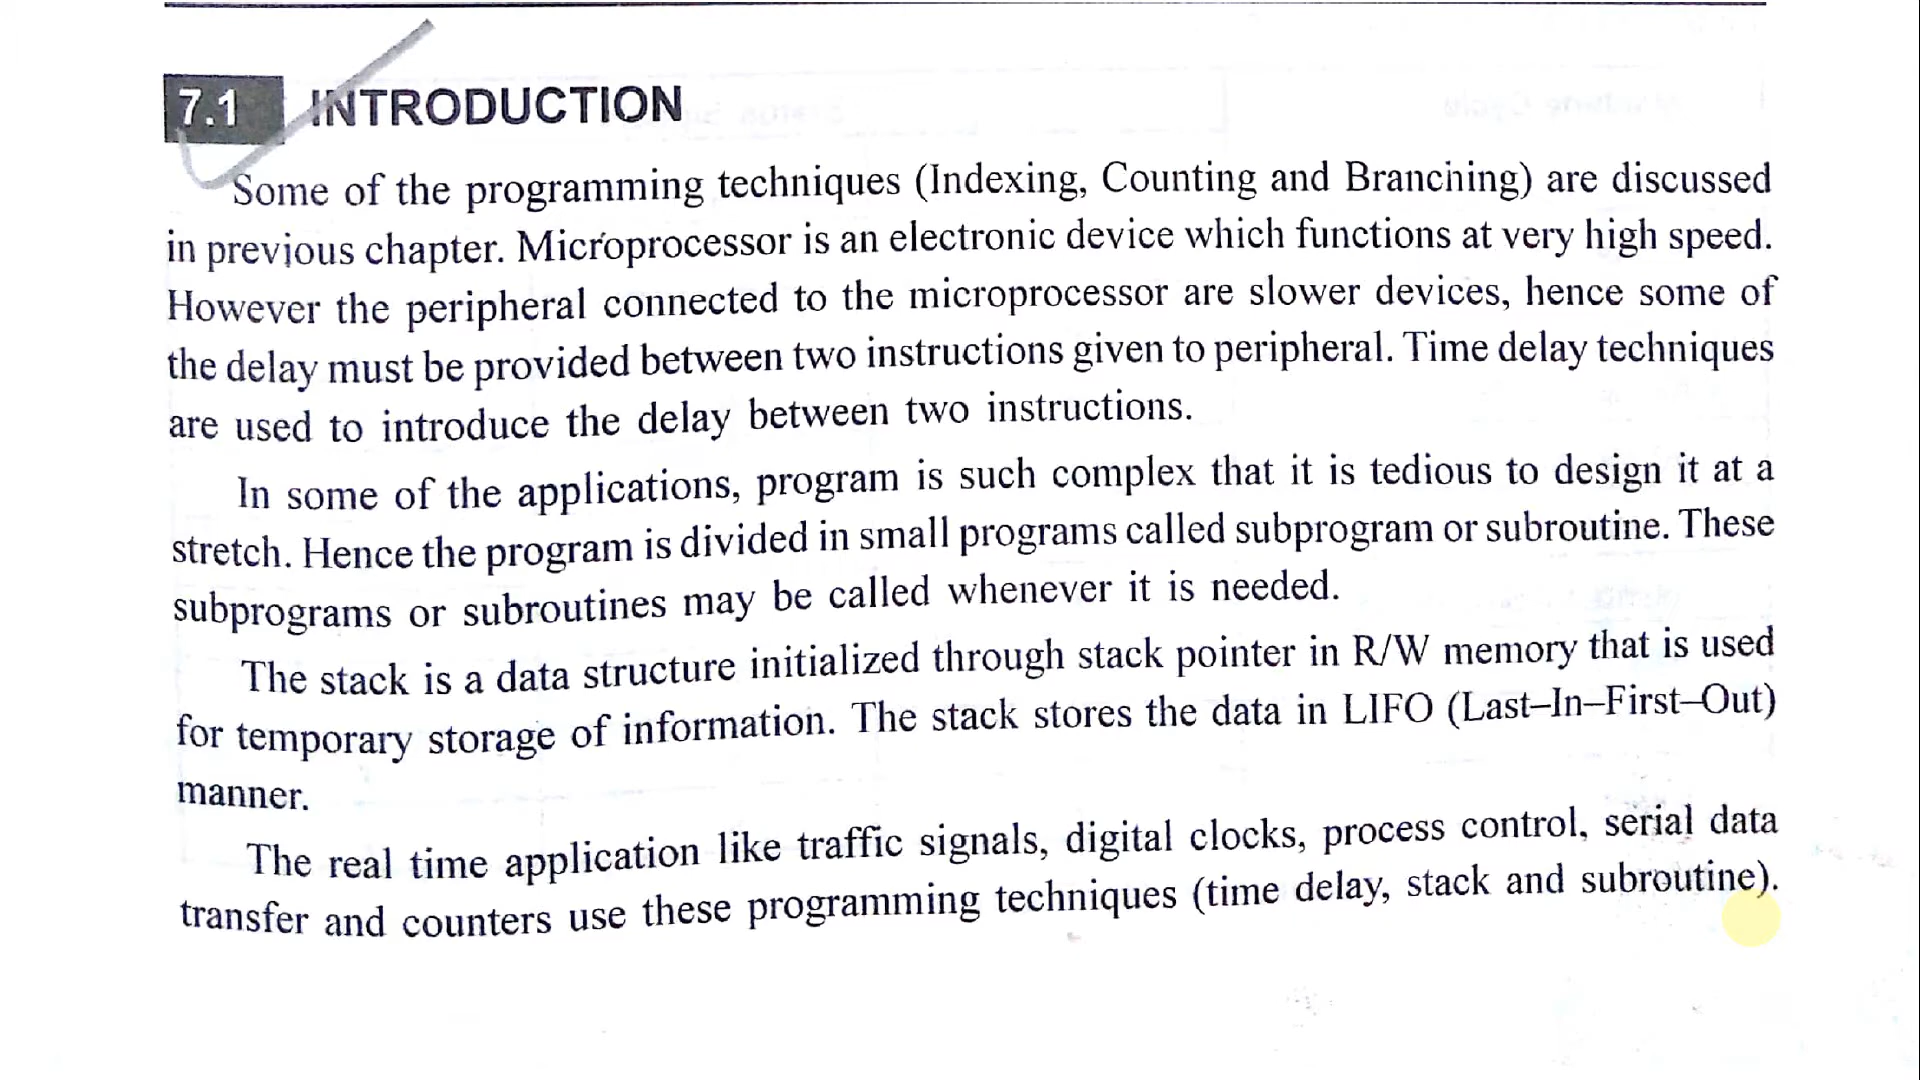 7.1 INTRODUCTION
Some of the programming techniques (Indexing, Counting and Branching) are discussed
in previous chapter. Microprocessor is an electronic device which functions at very high speed.
However the peripheral connected to the microprocessor are slower devices, hence some of
the delay must be provided between two instructions given to peripheral. Time delay techniques
are used to introduce the delay between two instructions.
In some of the applications, program is such complex that it is tedious to design it at a
stretch. Hence the program is divided in small programs called subprogram or subroutine. These
subprograms or subroutines may be called whenever it is needed.
The stack is a data structure initialized through stack pointer in R/W memory that is used
for temporary storage of information. The stack stores the data in LIFO (Last–In–First–Out)
manner.
The real time application like traffic signals, digital clocks, process control, serial data
transfer and counters use these programming techniques (time delay, stack and subroutine).